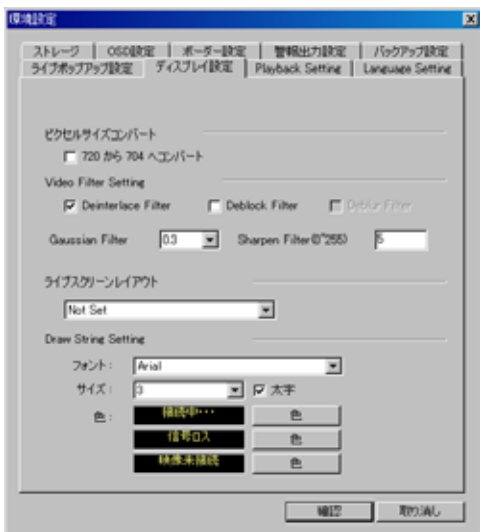 環境設定
ストレージ OSD設定 ボーダー設定 警報出力設定 バックアップ設定
ライブポップアップ設定 ディスプレイ設定 Playback Setting Language Setting
ピクセルサイズコンバート
720 から 704 へコンバート
Video Filter Setting
Deinterlace Filter Deblock Filter Deblur Filter
Gaussian Filter 0.3 Sharpen Filter(0~255) 5
ライブスクリーンレイアウト
Not Set
Draw String Setting
フォント： Arial
サイズ： 3 太字
色： 接続中・・・ 色
信号ロス 色
映像未接続 色
確認 取り消し